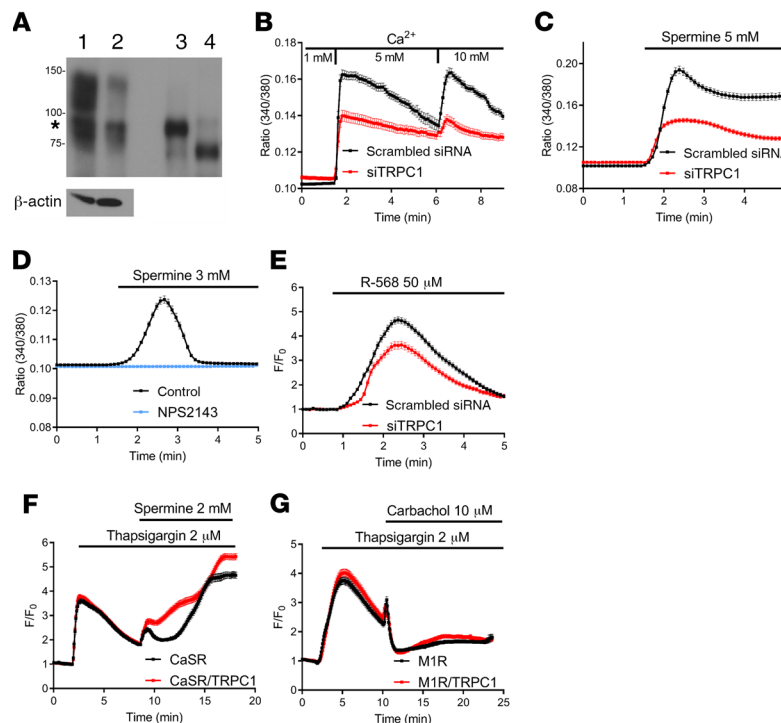 A
1 2 3 4
150-
100-
*
75-
β-actin
B
Ca²⁺
1 mM 5 mM 10 mM
Ratio (340/380)
0.18
0.16
0.14
0.12
0.10
Scrambled siRNA
siTRPC1
0 2 4 6 8
Time (min)
C
Spermine 5 mM
Ratio (340/380)
0.20
0.16
0.12
0.08
Scrambled siRNA
siTRPC1
0 1 2 3 4
Time (min)
D
Spermine 3 mM
Ratio (340/380)
0.13
0.12
0.11
0.10
0.09
0.08
Control
NPS2143
0 1 2 3 4 5
Time (min)
E
R-568 50 μM
F/F₀
6
5
4
3
2
1
0
Scrambled siRNA
siTRPC1
0 1 2 3 4 5
Time (min)
F
Spermine 2 mM
Thapsigargin 2 μM
F/F₀
6
5
4
3
2
1
0
CaSR
CaSR/TRPC1
0 5 10 15 20
Time (min)
G
Carbachol 10 μM
Thapsigargin 2 μM
F/F₀
5
4
3
2
1
0
M1R
M1R/TRPC1
0 5 10 15 20 25
Time (min)